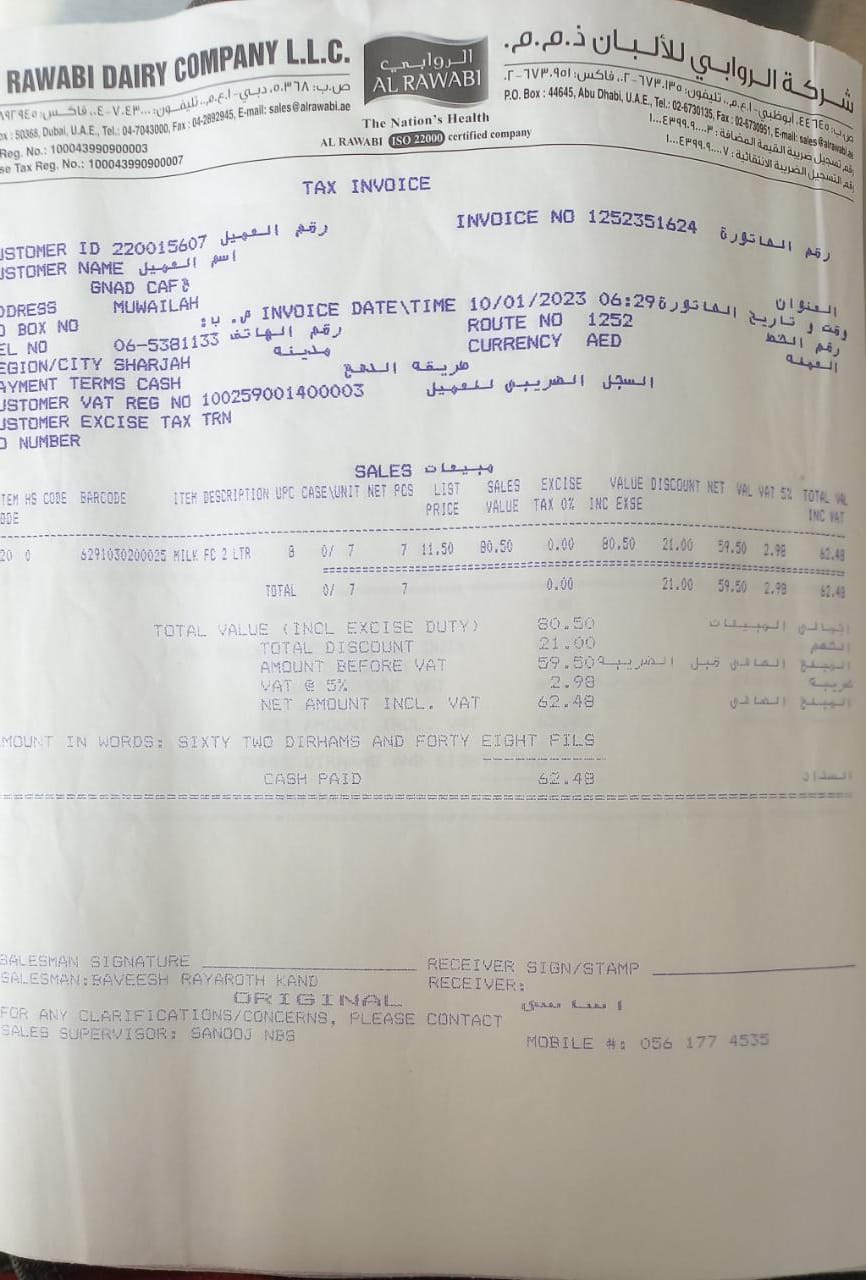 RAWABI DAIRY COMPANY L.L.C.
شركة الروابي للألبان ذ.م.م.
الروابي
AL RAWABI
The Nation's Health
AL RAWABI ISO 22000 certified company
ص.ب: ٥٠٣٦٨، دبي-ا.ع.م.، تليفون:
ox : 50368, Dubai, U.A.E., Tel.: 04-7043000, Fax : 04-2892945, E-mail: sales@alrawabi.ae
Reg. No.: 100043990900003
se Tax Reg. No.: 100043990900007
ص.ب: ٤٤٦٤٥، أبوظبي-ا.ع.م.، تليفون: ٦٧٣٠١٣٥-٠٢، فاكس: ٦٧٣٠٩٥١-٠٢
P.O. Box : 44645, Abu Dhabi, U.A.E., Tel.: 02-6730135, Fax : 02-6730951, E-mail: sales@alrawabi.ae
رقم تسجيل ضريبة القيمة المضافة:
رقم التسجيل الضريبة الانتقائية:
TAX INVOICE
USTOMER ID 220015607 رقم العميل
INVOICE NO 1252351624 رقم الفاتورة
USTOMER NAME اسم العميل
GNAD CAF
DDRESS MUWAILAH العنوان
O BOX NO م. ب: INVOICE DATE\TIME 10/01/2023 06:29 وقت و تاريخ الفاتورة
EL NO 06-5381133 رقم الهاتف ROUTE NO 1252 رقم الخط
EGION/CITY SHARJAH مدينه CURRENCY AED العمله
AYMENT TERMS CASH طريقه الدفع
USTOMER VAT REG NO 100259001400003 السجل الضريبي للعميل
USTOMER EXCISE TAX TRN
O NUMBER
SALES مبيعات
TEM HS CODE BARCODE ITEM DESCRIPTION UPC CASE\UNIT NET PCS LIST SALES EXCISE VALUE DISCOUNT NET VAL VAT 5% TOTAL VAL
ODE PRICE VALUE TAX 0% INC EXSE INC VAT
20 0 6291030200025 MILK FC 2 LTR 8 0/ 7 7 11.50 80.50 0.00 80.50 21.00 59.50 2.98 62.48
TOTAL 0/ 7 7 0.00 21.00 59.50 2.98 62.48
TOTAL VALUE (INCL EXCISE DUTY) 80.50 اجمالي المبيعات
TOTAL DISCOUNT 21.00 الخصم
AMOUNT BEFORE VAT 59.50 المبلغ الصافي قبل الضريبة
VAT @ 5% 2.98 ضريبة
NET AMOUNT INCL. VAT 62.48 المبلغ الصافي
MOUNT IN WORDS: SIXTY TWO DIRHAMS AND FORTY EIGHT FILS
CASH PAID 62.48 السداد
SALESMAN SIGNATURE
RECEIVER SIGN/STAMP
SALESMAN:BAVEESH RAYAROTH KAND
RECEIVER:
ORIGINAL
FOR ANY CLARIFICATIONS/CONCERNS, PLEASE CONTACT
SALES SUPERVISOR: SANOOJ NBS
MOBILE #: 056 177 4535